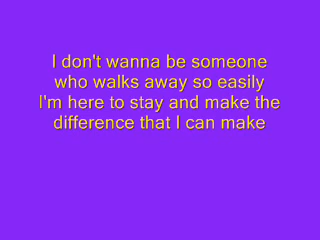 I don't wanna be someone
who walks away so easily
I'm here to stay and make the
difference that I can make